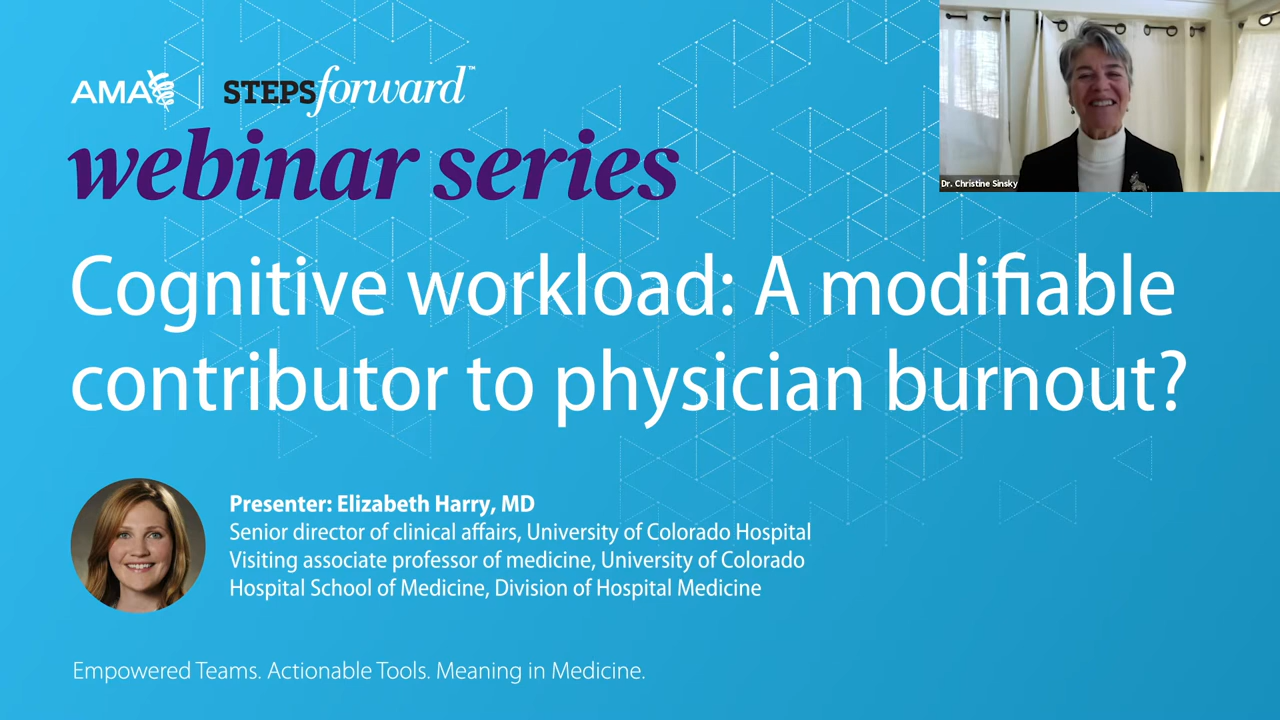 AMA STEPSforward™
webinar series
Dr. Christine Sinsky
Cognitive workload: A modifiable
contributor to physician burnout?
Presenter: Elizabeth Harry, MD
Senior director of clinical affairs, University of Colorado Hospital
Visiting associate professor of medicine, University of Colorado
Hospital School of Medicine, Division of Hospital Medicine
Empowered Teams. Actionable Tools. Meaning in Medicine.